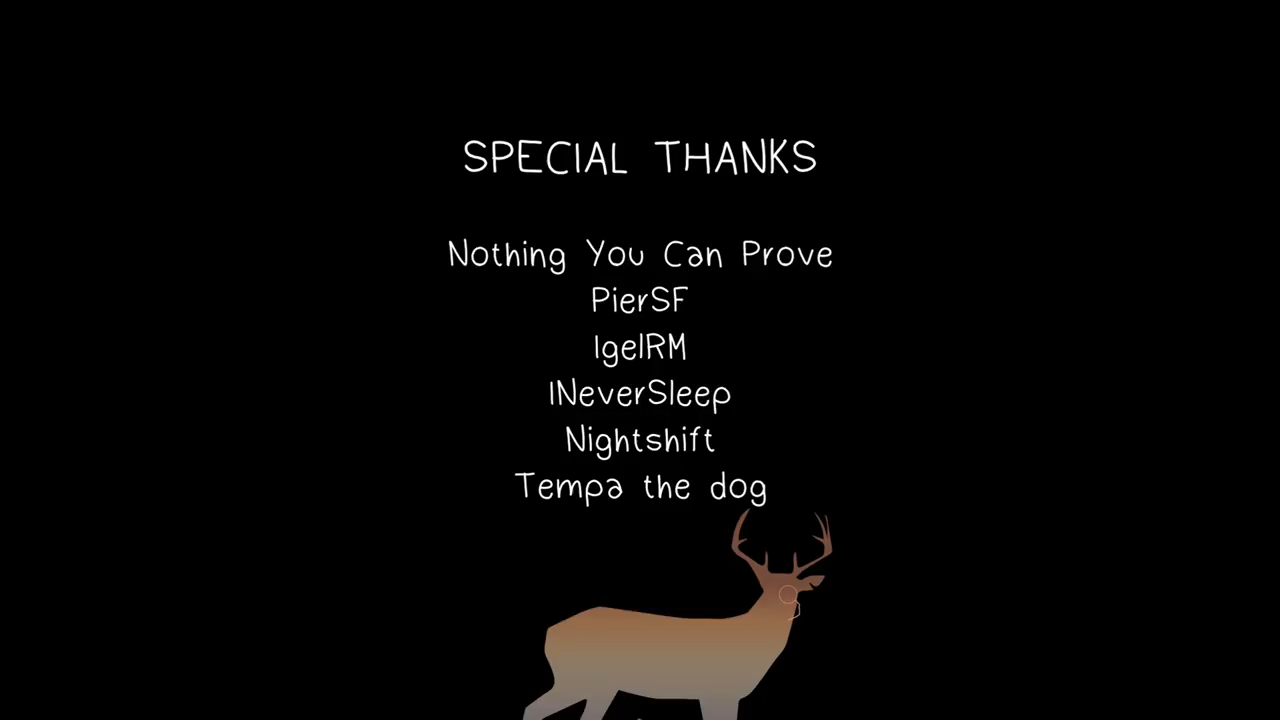 SPECIAL THANKS
Nothing You Can Prove
PierSF
IgelRM
INeverSleep
Nightshift
Tempa the dog